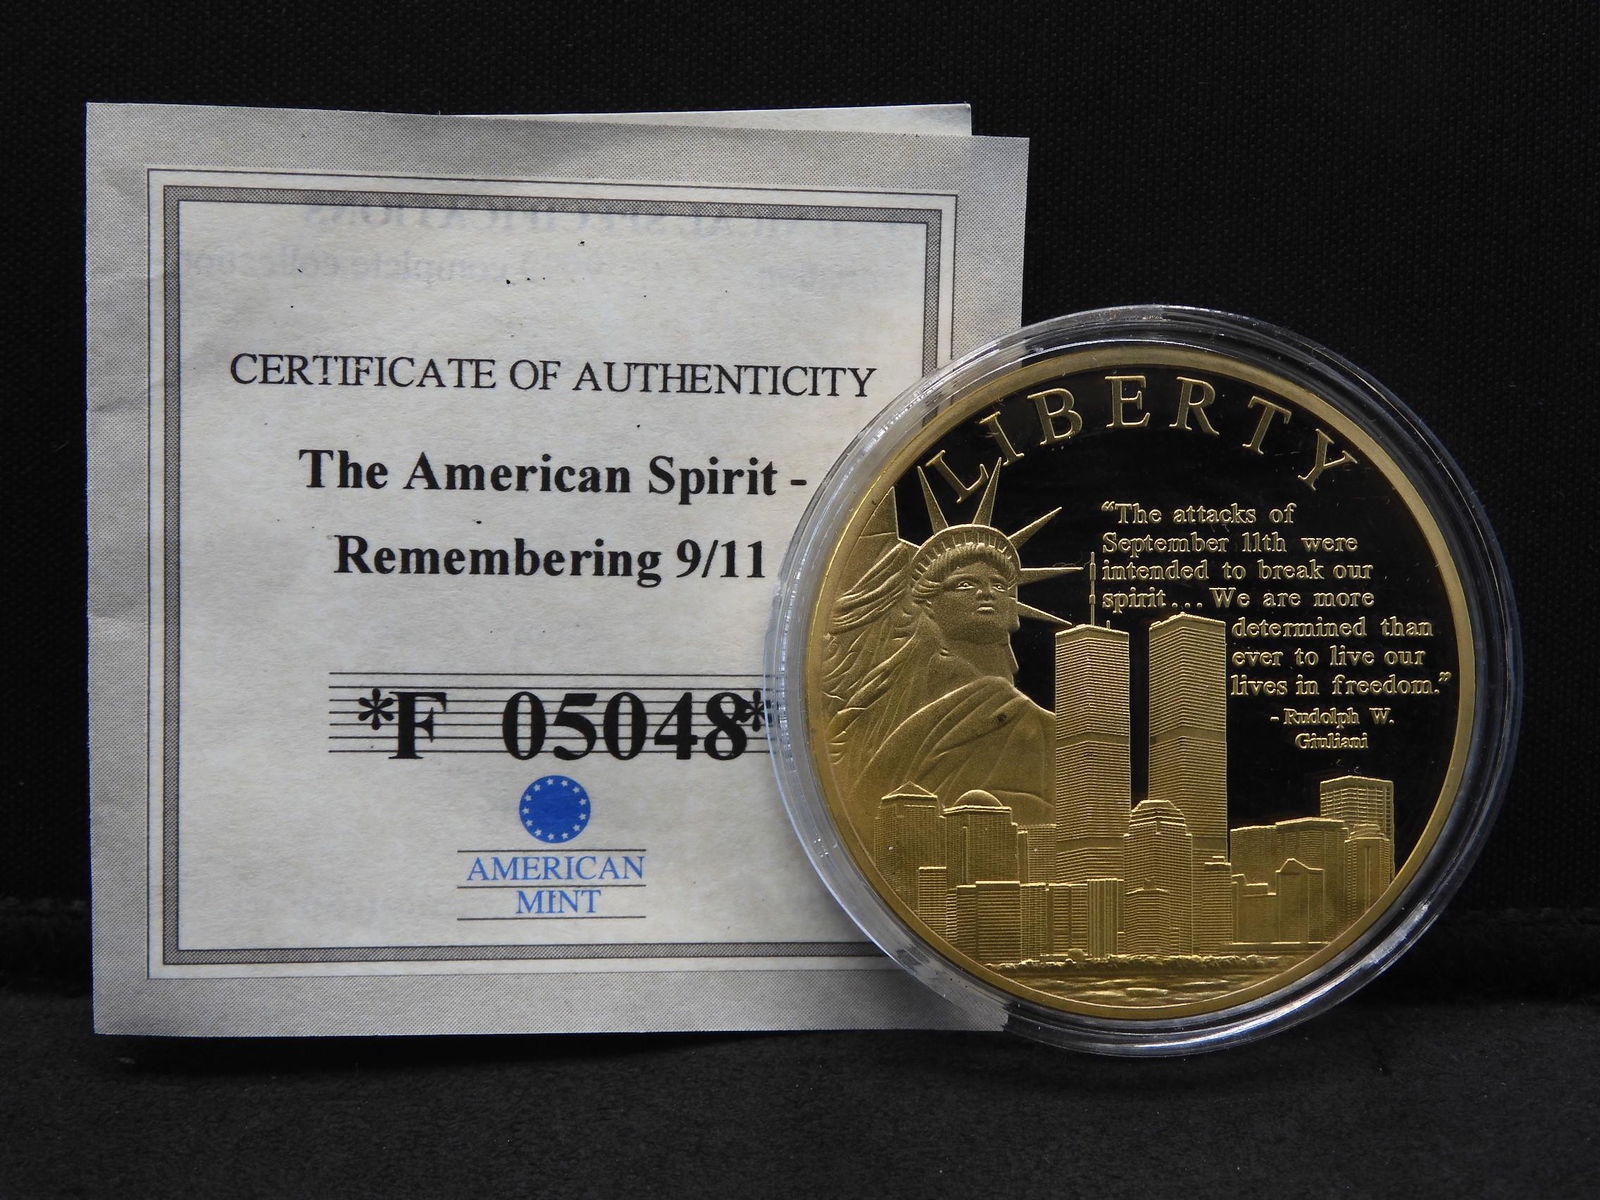 CERTIFICATE OF AUTHENTICITY
The American Spirit -
Remembering 9/11
*F 05048*
AMERICAN
MINT
LIBERTY
“The attacks of
September 11th were
intended to break our
spirit... We are more
determined than
ever to live our
lives in freedom.”
- Rudolph W.
Giuliani